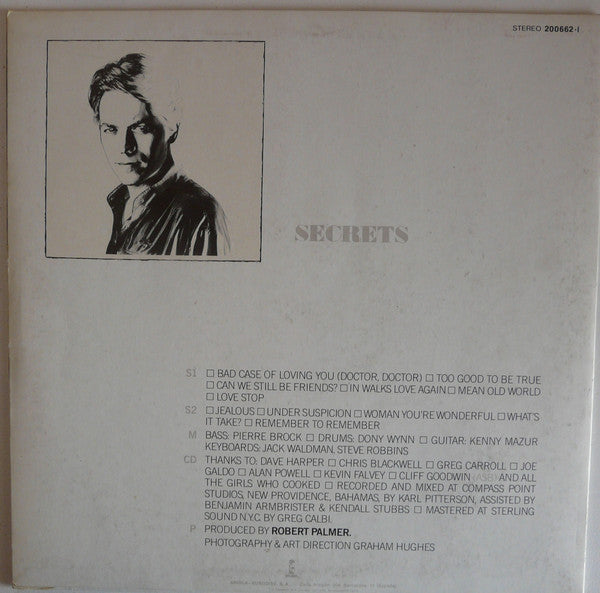 STEREO 200662-I
SECRETS
S1 □ BAD CASE OF LOVING YOU (DOCTOR, DOCTOR) □ TOO GOOD TO BE TRUE
□ CAN WE STILL BE FRIENDS? □ IN WALKS LOVE AGAIN □ MEAN OLD WORLD
□ LOVE STOP
S2 □ JEALOUS □ UNDER SUSPICION □ WOMAN YOU'RE WONDERFUL □ WHAT'S
IT TAKE? □ REMEMBER TO REMEMBER
M BASS: PIERRE BROCK □ DRUMS: DONY WYNN □ GUITAR: KENNY MAZUR
KEYBOARDS: JACK WALDMAN, STEVE ROBBINS
CD THANKS TO: DAVE HARPER □ CHRIS BLACKWELL □ GREG CARROLL □ JOE
GALDO □ ALAN POWELL □ KEVIN FALVEY □ CLIFF GOODWIN (ASB) AND ALL
THE GIRLS WHO COOKED □ RECORDED AND MIXED AT COMPASS POINT
STUDIOS, NEW PROVIDENCE, BAHAMAS, BY KARL PITTERSON, ASSISTED BY
BENJAMIN ARMBRISTER & KENDALL STUBBS □ MASTERED AT STERLING
SOUND N.Y.C. BY GREG CALBI.
P PRODUCED BY ROBERT PALMER.
PHOTOGRAPHY & ART DIRECTION GRAHAM HUGHES
ARIOLA-EURODISC, S.A.